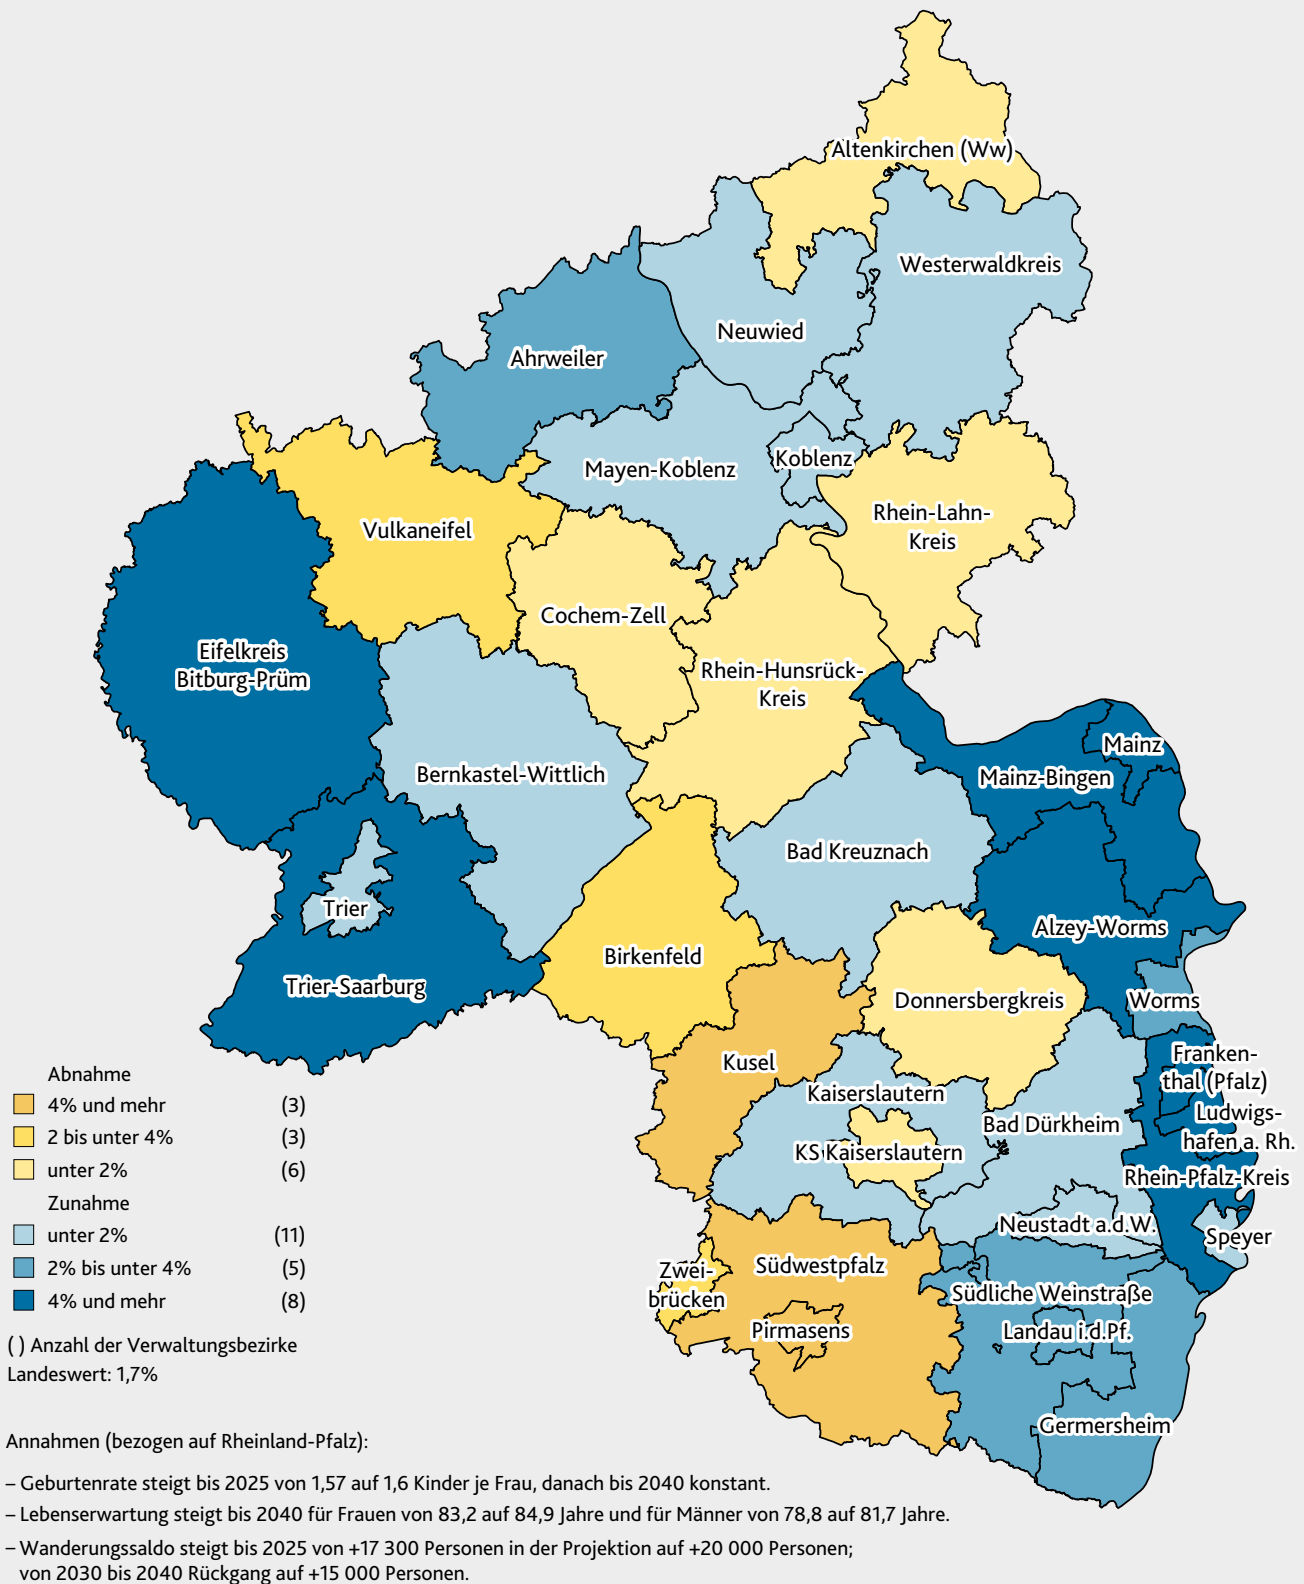 Altenkirchen (Ww)
Westerwaldkreis
Neuwied
Ahrweiler
Mayen-Koblenz
Koblenz
Rhein-Lahn-
Kreis
Vulkaneifel
Cochem-Zell
Eifelkreis
Bitburg-Prüm
Rhein-Hunsrück-
Kreis
Mainz
Mainz-Bingen
Bernkastel-Wittlich
Bad Kreuznach
Trier
Alzey-Worms
Birkenfeld
Trier-Saarburg
Donnersbergkreis
Worms
Kusel
Franken-
thal (Pfalz)
Kaiserslautern
Ludwigs-
hafen a. Rh.
Bad Dürkheim
KS Kaiserslautern
Rhein-Pfalz-Kreis
Neustadt a.d.W.
Speyer
Zwei-
brücken
Südwestpfalz
Südliche Weinstraße
Pirmasens
Landau i.d.Pf.
Germersheim
Abnahme
4% und mehr (3)
2 bis unter 4% (3)
unter 2% (6)
Zunahme
unter 2% (11)
2% bis unter 4% (5)
4% und mehr (8)
( ) Anzahl der Verwaltungsbezirke
Landeswert: 1,7%
Annahmen (bezogen auf Rheinland-Pfalz):
– Geburtenrate steigt bis 2025 von 1,57 auf 1,6 Kinder je Frau, danach bis 2040 konstant.
– Lebenserwartung steigt bis 2040 für Frauen von 83,2 auf 84,9 Jahre und für Männer von 78,8 auf 81,7 Jahre.
– Wanderungssaldo steigt bis 2025 von +17 300 Personen in der Projektion auf +20 000 Personen;
von 2030 bis 2040 Rückgang auf +15 000 Personen.